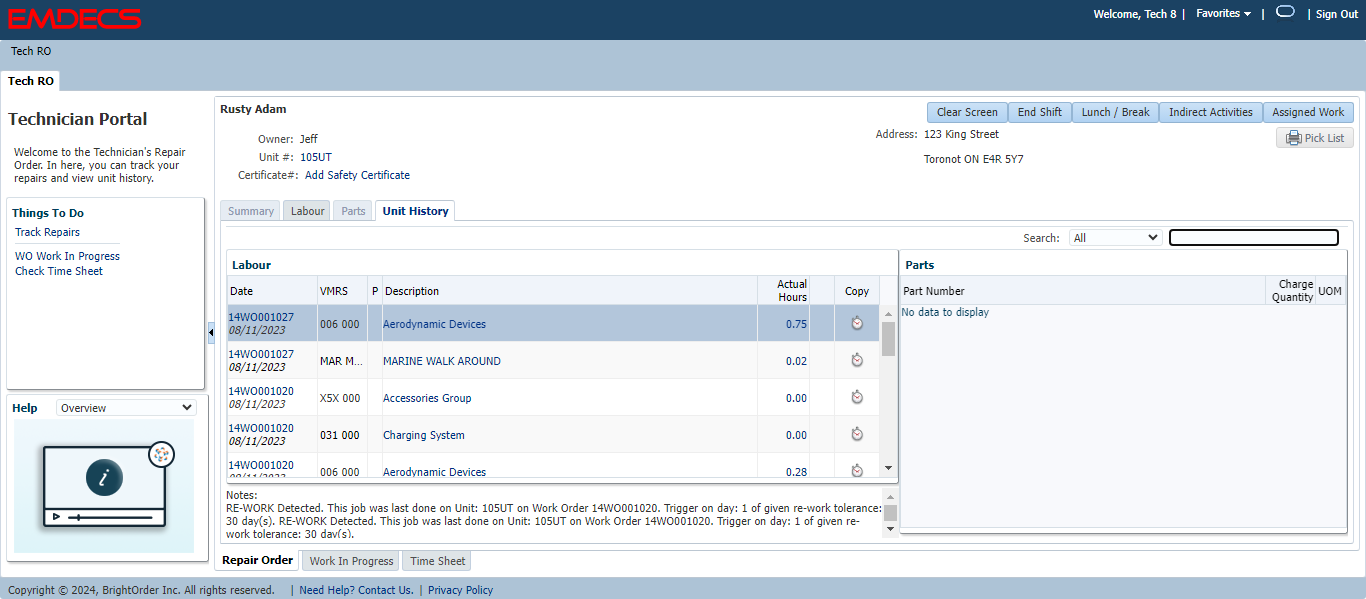 EMDECS
Welcome, Tech 8 | Favorites | | Sign Out
Tech RO
Tech RO
Technician Portal
Welcome to the Technician's Repair
Order. In here, you can track your
repairs and view unit history.
Things To Do
Track Repairs
WO Work In Progress
Check Time Sheet
Help Overview
i
Rusty Adam
Clear Screen End Shift Lunch / Break Indirect Activities Assigned Work
Owner: Jeff
Unit #: 105UT
Certificate#: Add Safety Certificate
Address: 123 King Street
Toronot ON E4R 5Y7
Pick List
Summary Labour Parts Unit History
Search: All
Labour
Date VMRS P Description Actual Hours Copy
14WO001027 08/11/2023 006 000 Aerodynamic Devices 0.75
14WO001027 08/11/2023 MAR M... MARINE WALK AROUND 0.02
14WO001020 08/11/2023 X5X 000 Accessories Group 0.00
14WO001020 08/11/2023 031 000 Charging System 0.00
14WO001020 08/11/2023 006 000 Aerodynamic Devices 0.28
Notes:
RE-WORK Detected. This job was last done on Unit: 105UT on Work Order 14WO001020. Trigger on day: 1 of given re-work tolerance:
30 day(s). RE-WORK Detected. This job was last done on Unit: 105UT on Work Order 14WO001020. Trigger on day: 1 of given re-
work tolerance: 30 day(s).
Parts
Part Number Charge Quantity UOM
No data to display
Repair Order Work In Progress Time Sheet
Copyright © 2024, BrightOrder Inc. All rights reserved. | Need Help? Contact Us. | Privacy Policy